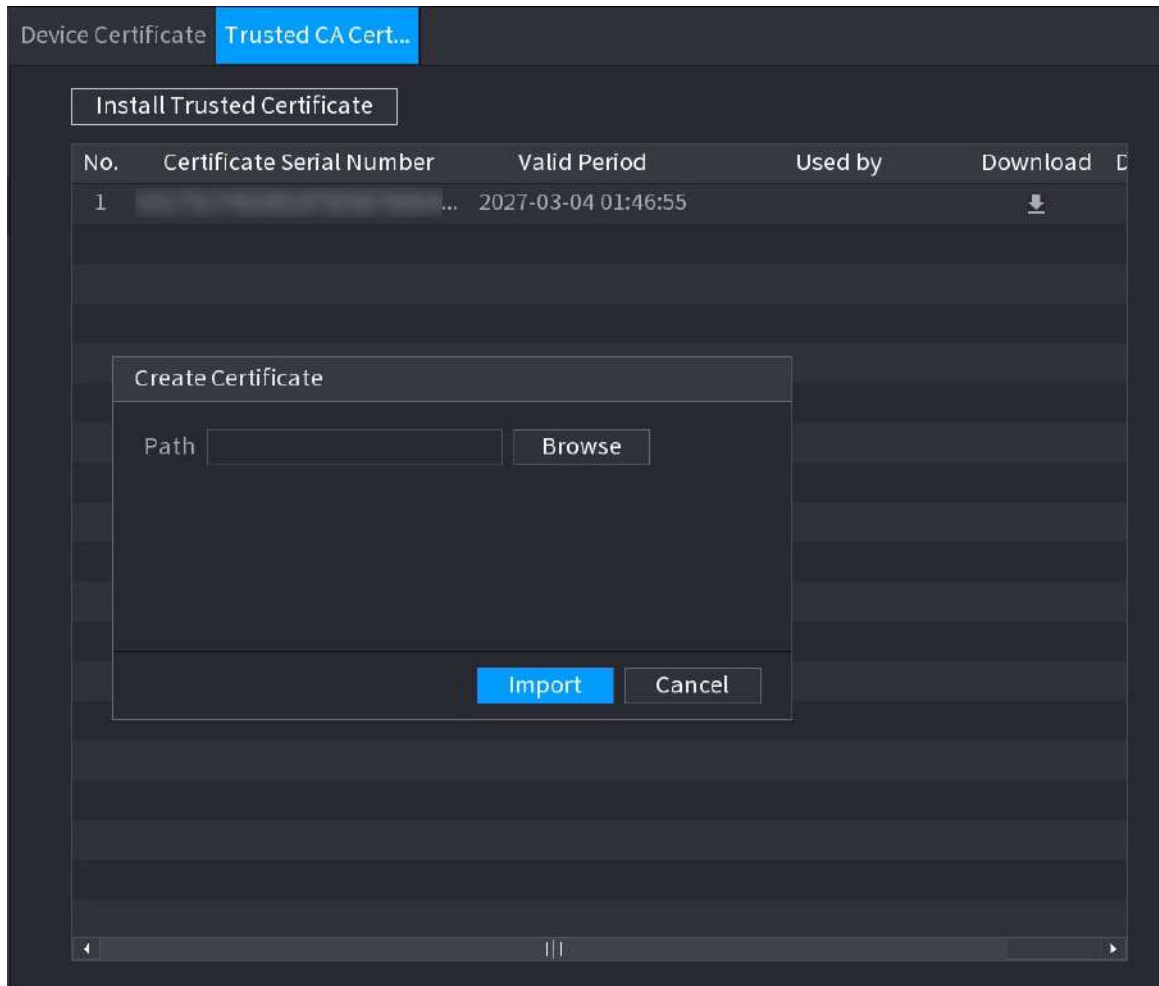 Device Certificate Trusted CA Cert...
Install Trusted Certificate
No. Certificate Serial Number Valid Period Used by Download D
1 ... 2027-03-04 01:46:55
Create Certificate
Path Browse
Import Cancel